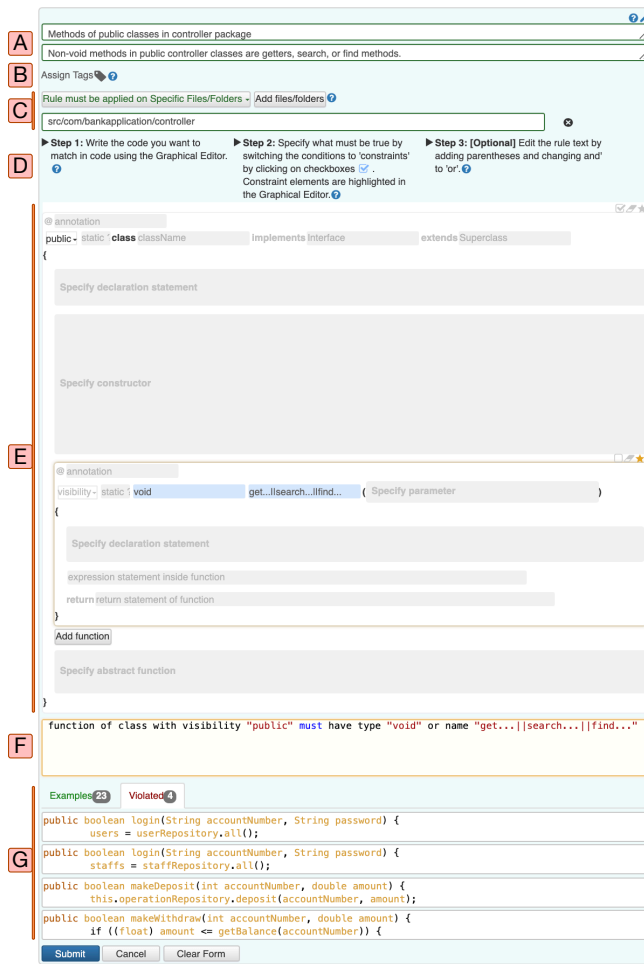 A
Methods of public classes in controller package
Non-void methods in public controller classes are getters, search, or find methods.
B
Assign Tags
C
Rule must be applied on Specific Files/Folders Add files/folders
src/com/bankapplication/controller
D
Step 1: Write the code you want to match in code using the Graphical Editor.
Step 2: Specify what must be true by switching the conditions to 'constraints' by clicking on checkboxes . Constraint elements are highlighted in the Graphical Editor.
Step 3: [Optional] Edit the rule text by adding parentheses and changing and' to 'or'.
E
@ annotation
public static ? class className implements Interface extends Superclass
{
Specify declaration statement
Specify constructor
@ annotation
visibility static ? void get...||search...||find... ( Specify parameter )
{
Specify declaration statement
expression statement inside function
return return statement of function
}
Add function
Specify abstract function
}
F
function of class with visibility "public" must have type "void" or name "get...||search...||find..."
G
Examples 23 Violated 4
public boolean login(String accountNumber, String password) {
users = userRepository.all();
public boolean login(String accountNumber, String password) {
staffs = staffRepository.all();
public boolean makeDeposit(int accountNumber, double amount) {
this.operationRepository.deposit(accountNumber, amount);
public boolean makeWithdraw(int accountNumber, double amount) {
if ((float) amount <= getBalance(accountNumber)) {
Submit Cancel Clear Form